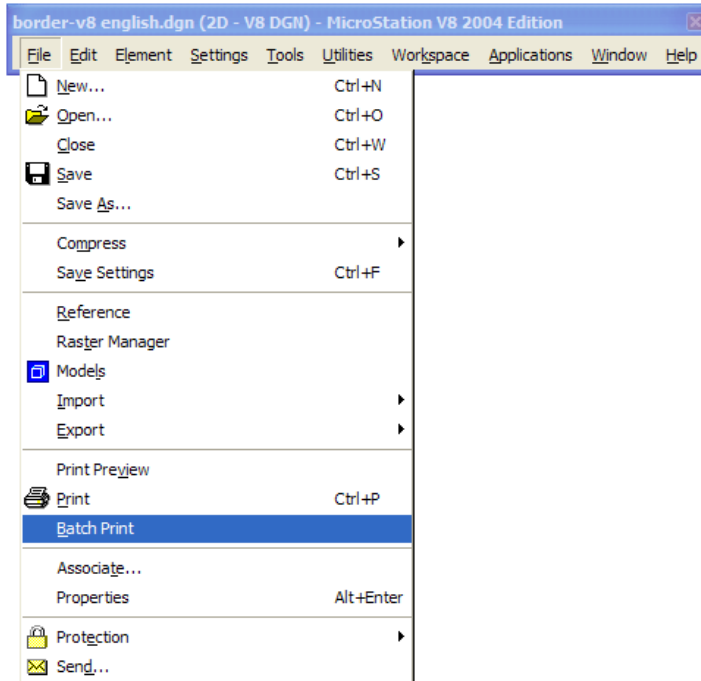 border-v8 english.dgn (2D - V8 DGN) - MicroStation V8 2004 Edition
File Edit Element Settings Tools Utilities Workspace Applications Window Help
New... Ctrl+N
Open... Ctrl+O
Close Ctrl+W
Save Ctrl+S
Save As...
Compress
Save Settings Ctrl+F
Reference
Raster Manager
Models
Import
Export
Print Preview
Print Ctrl+P
Batch Print
Associate...
Properties Alt+Enter
Protection
Send...